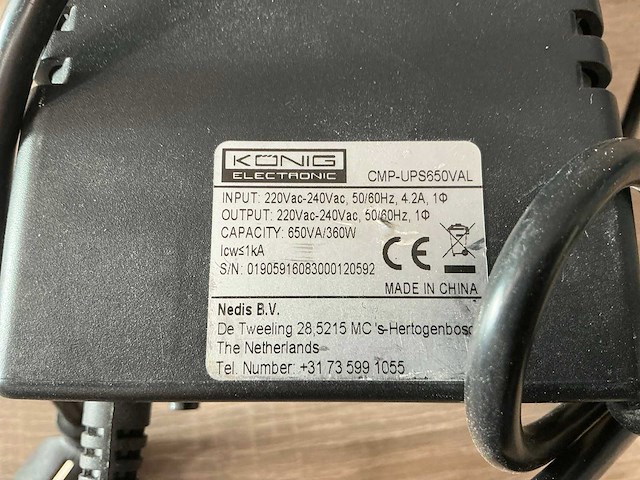 KÖNIG
ELECTRONIC
CMP-UPS650VAL
INPUT: 220Vac-240Vac, 50/60Hz, 4.2A, 1Φ
OUTPUT: 220Vac-240Vac, 50/60Hz, 1Φ
CAPACITY: 650VA/360W
Icw≤1kA
S/N: 01905916083000120592
CE
MADE IN CHINA
Nedis B.V.
De Tweeling 28,5215 MC 's-Hertogenbosc
The Netherlands
Tel. Number: +31 73 599 1055